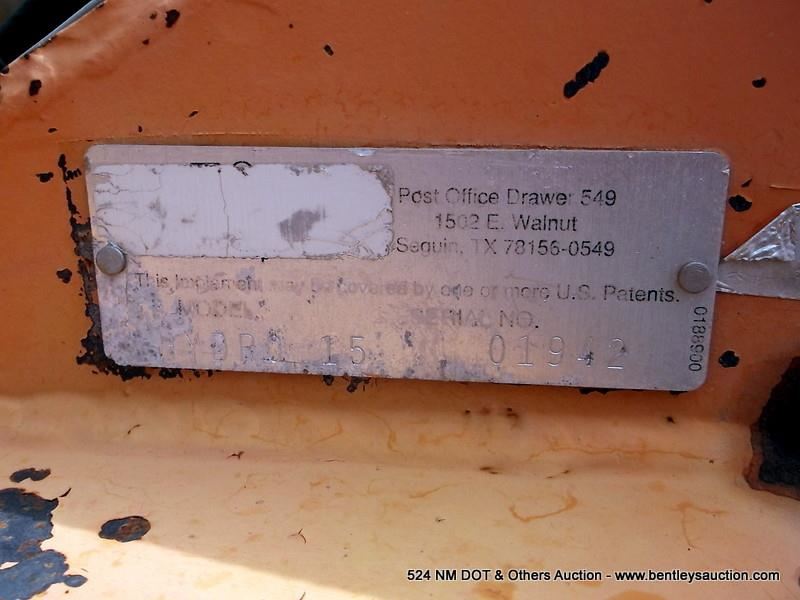 Post Office Drawer 549
1502 E. Walnut
Seguin, TX 78156-0549
This implement may be covered by one or more U.S. Patents.
MODEL SERIAL NO.
HYDRO 15 01942
0188900
524 NM DOT & Others Auction - www.bentleysauction.com